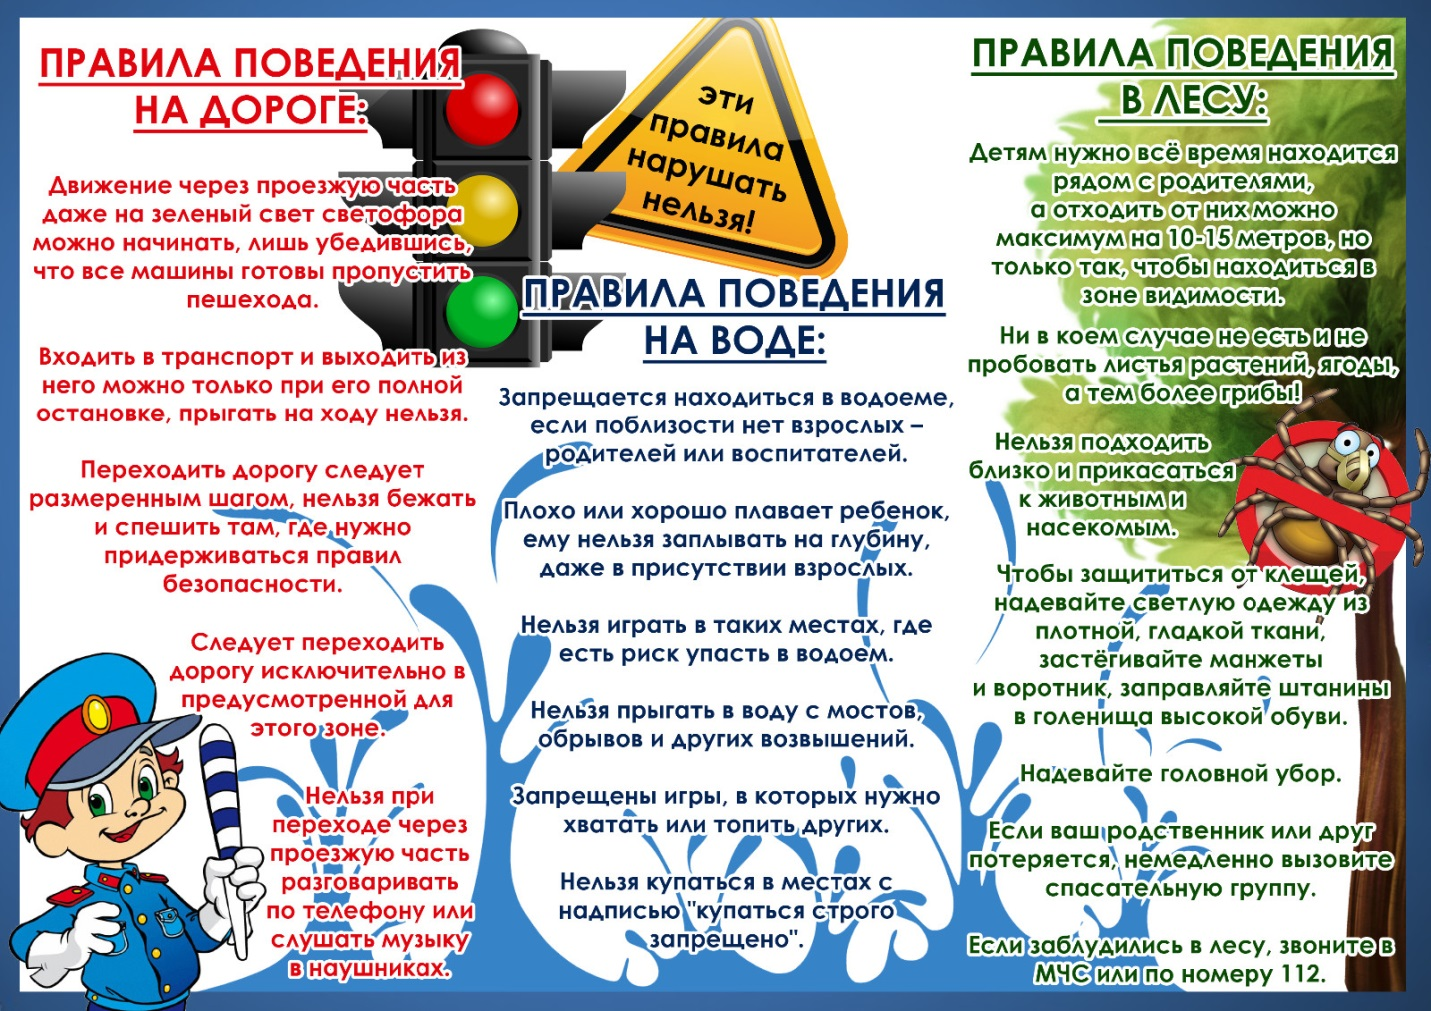 ПРАВИЛА ПОВЕДЕНИЯ
НА ДОРОГЕ:
Движение через проезжую часть
даже на зеленый свет светофора
можно начинать, лишь убедившись,
что все машины готовы пропустить
пешехода.
Входить в транспорт и выходить из
него можно только при его полной
остановке, прыгать на ходу нельзя.
Переходить дорогу следует
размеренным шагом, нельзя бежать
и спешить там, где нужно
придерживаться правил
безопасности.
Следует переходить
дорогу исключительно в
предусмотренной для
этого зоне.
Нельзя при
переходе через
проезжую часть
разговаривать
по телефону или
слушать музыку
в наушниках.
эти
правила
нарушать
нельзя!
ПРАВИЛА ПОВЕДЕНИЯ
НА ВОДЕ:
Запрещается находиться в водоеме,
если поблизости нет взрослых –
родителей или воспитателей.
Плохо или хорошо плавает ребенок,
ему нельзя заплывать на глубину,
даже в присутствии взрослых.
Нельзя играть в таких местах, где
есть риск упасть в водоем.
Нельзя прыгать в воду с мостов,
обрывов и других возвышений.
Запрещены игры, в которых нужно
хватать или топить других.
Нельзя купаться в местах с
надписью "купаться строго
запрещено".
ПРАВИЛА ПОВЕДЕНИЯ
В ЛЕСУ:
Детям нужно всё время находится
рядом с родителями,
а отходить от них можно
максимум на 10-15 метров, но
только так, чтобы находиться в
зоне видимости.
Ни в коем случае не есть и не
пробовать листья растений, ягоды,
а тем более грибы!
Нельзя подходить
близко и прикасаться
к животным и
насекомым.
Чтобы защититься от клещей,
надевайте светлую одежду из
плотной, гладкой ткани,
застёгивайте манжеты
и воротник, заправляйте штанины
в голенища высокой обуви.
Надевайте головной убор.
Если ваш родственник или друг
потеряется, немедленно вызовите
спасательную группу.
Если заблудились в лесу, звоните в
МЧС или по номеру 112.